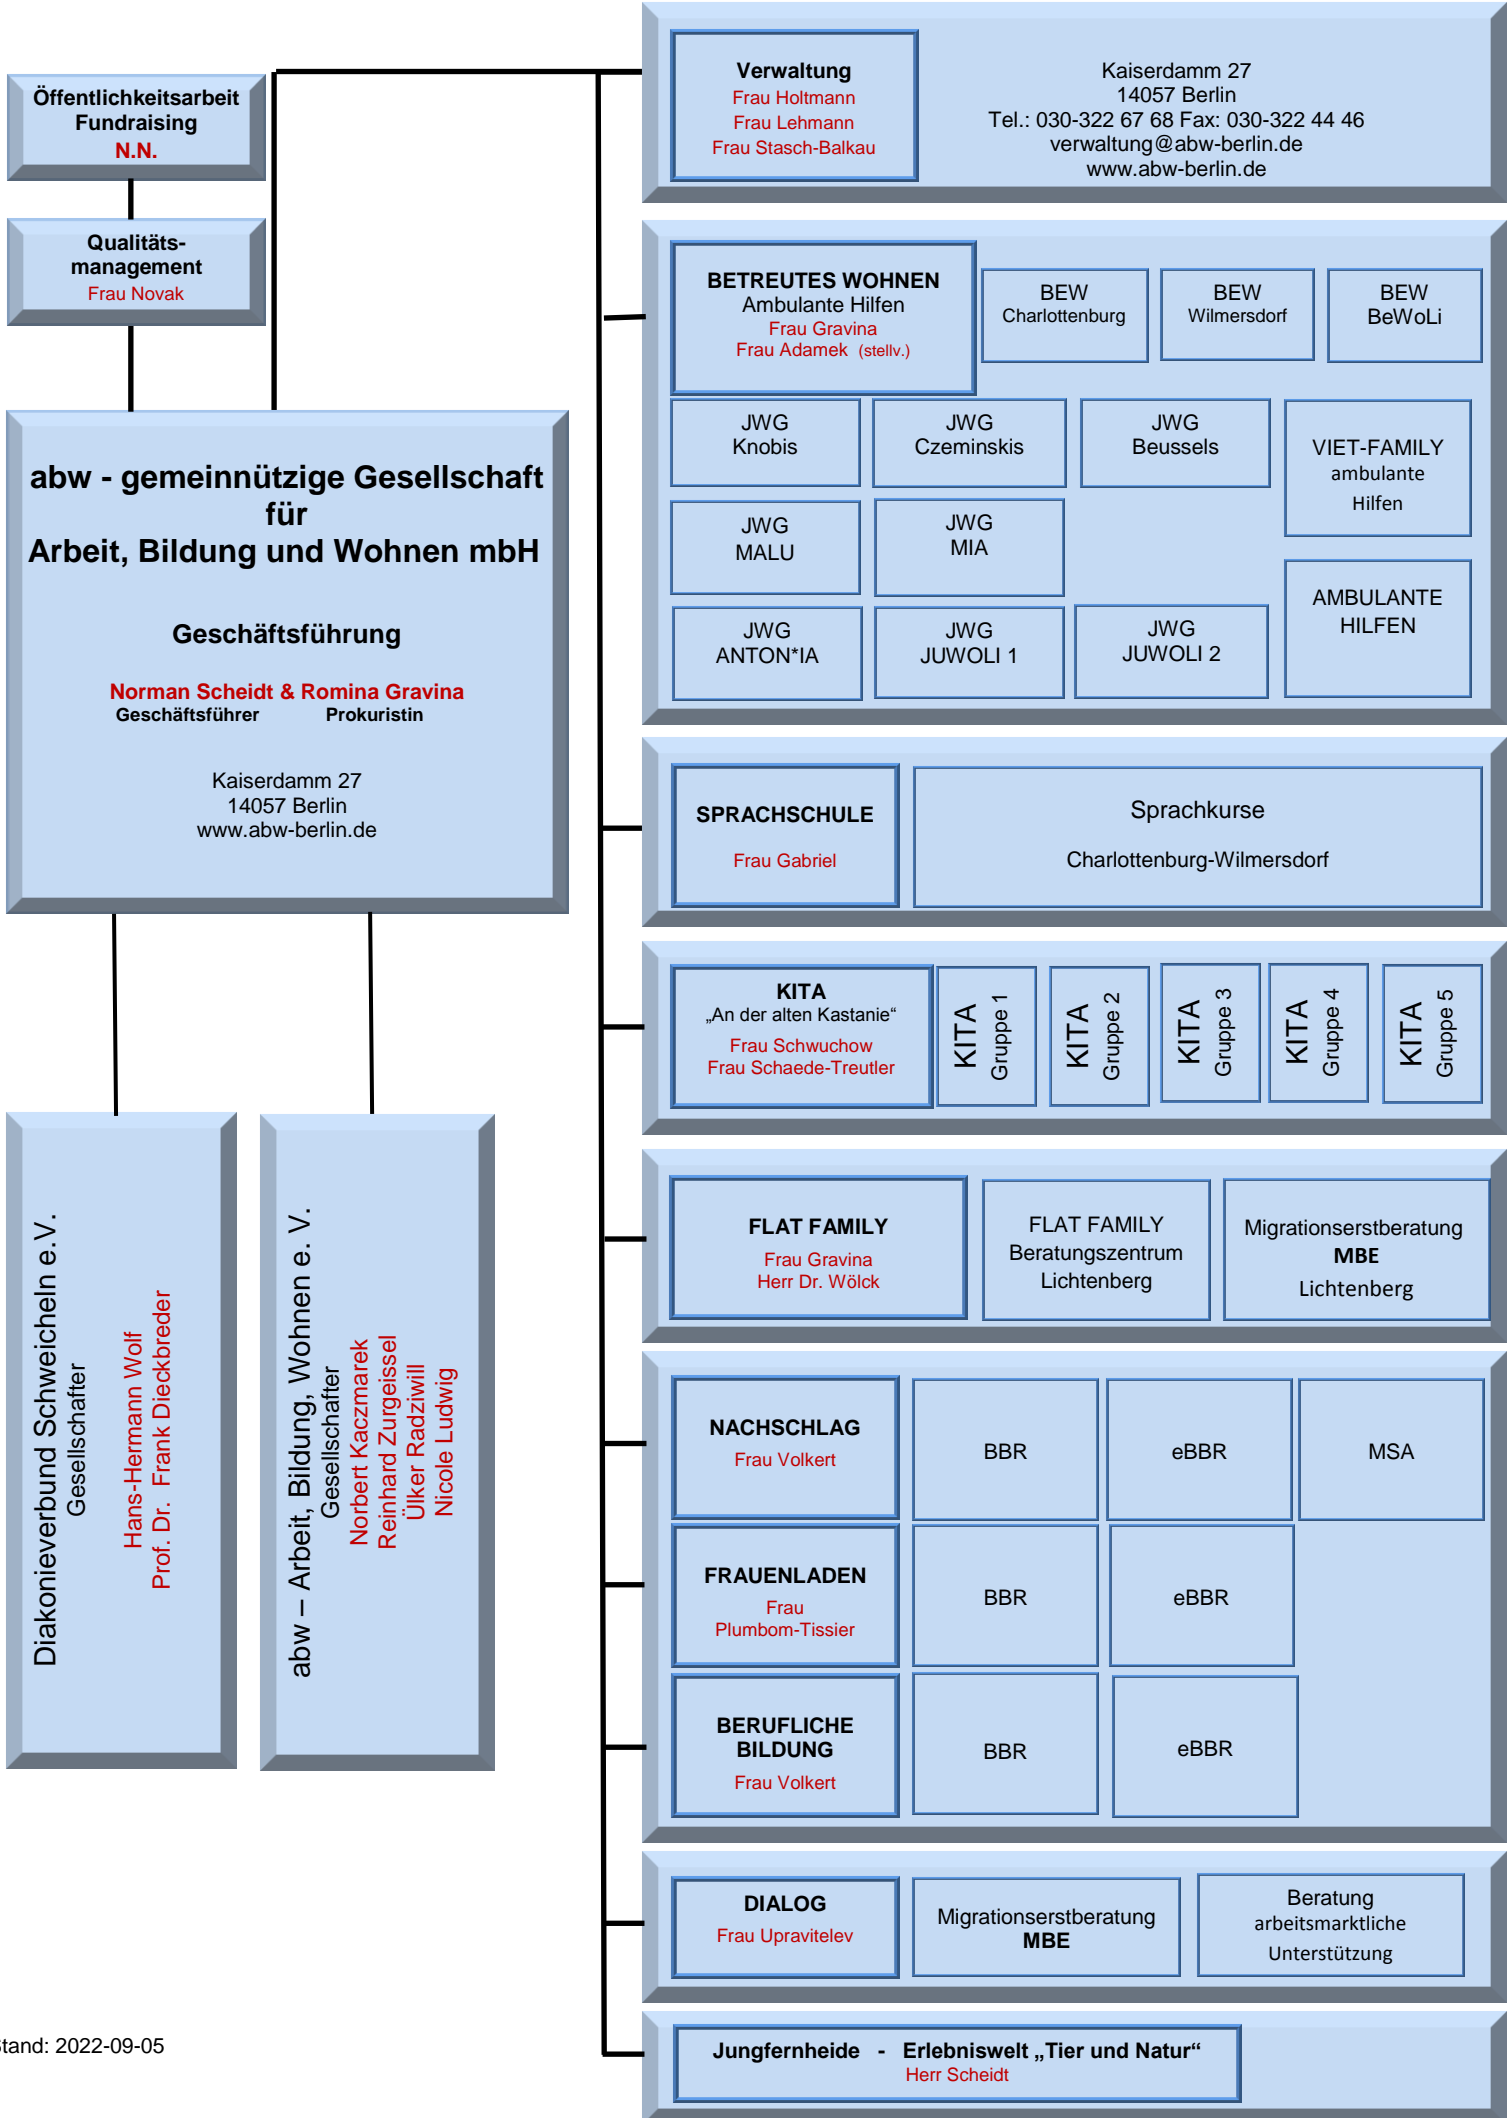 Öffentlichkeitsarbeit
Fundraising
N.N.
Qualitäts-
management
Frau Novak
abw - gemeinnützige Gesellschaft
für
Arbeit, Bildung und Wohnen mbH
Geschäftsführung
Norman Scheidt & Romina Gravina
Geschäftsführer Prokuristin
Kaiserdamm 27
14057 Berlin
www.abw-berlin.de
Diakonieverbund Schweicheln e.V.
Gesellschafter
Hans-Hermann Wolf
Prof. Dr. Frank Dieckbreder
abw – Arbeit, Bildung, Wohnen e. V.
Gesellschafter
Norbert Kaczmarek
Reinhard Zurgeissel
Ülker Radziwill
Nicole Ludwig
Verwaltung
Frau Holtmann
Frau Lehmann
Frau Stasch-Balkau
Kaiserdamm 27
14057 Berlin
Tel.: 030-322 67 68 Fax: 030-322 44 46
verwaltung@abw-berlin.de
www.abw-berlin.de
BETREUTES WOHNEN
Ambulante Hilfen
Frau Gravina
Frau Adamek (stellv.)
BEW
Charlottenburg
BEW
Wilmersdorf
BEW
BeWoLi
JWG
Knobis
JWG
Czeminskis
JWG
Beussels
VIET-FAMILY
ambulante
Hilfen
JWG
MALU
JWG
MIA
AMBULANTE
HILFEN
JWG
ANTON*IA
JWG
JUWOLI 1
JWG
JUWOLI 2
SPRACHSCHULE
Frau Gabriel
Sprachkurse
Charlottenburg-Wilmersdorf
KITA
„An der alten Kastanie“
Frau Schwuchow
Frau Schaede-Treutler
KITA
Gruppe 1
KITA
Gruppe 2
KITA
Gruppe 3
KITA
Gruppe 4
KITA
Gruppe 5
FLAT FAMILY
Frau Gravina
Herr Dr. Wölck
FLAT FAMILY
Beratungszentrum
Lichtenberg
Migrationserstberatung
MBE
Lichtenberg
NACHSCHLAG
Frau Volkert
BBR
eBBR
MSA
FRAUENLADEN
Frau
Plumbom-Tissier
BBR
eBBR
BERUFLICHE
BILDUNG
Frau Volkert
BBR
eBBR
DIALOG
Frau Upravitelev
Migrationserstberatung
MBE
Beratung
arbeitsmarktliche
Unterstützung
Jungfernheide - Erlebniswelt „Tier und Natur“
Herr Scheidt
tand: 2022-09-05